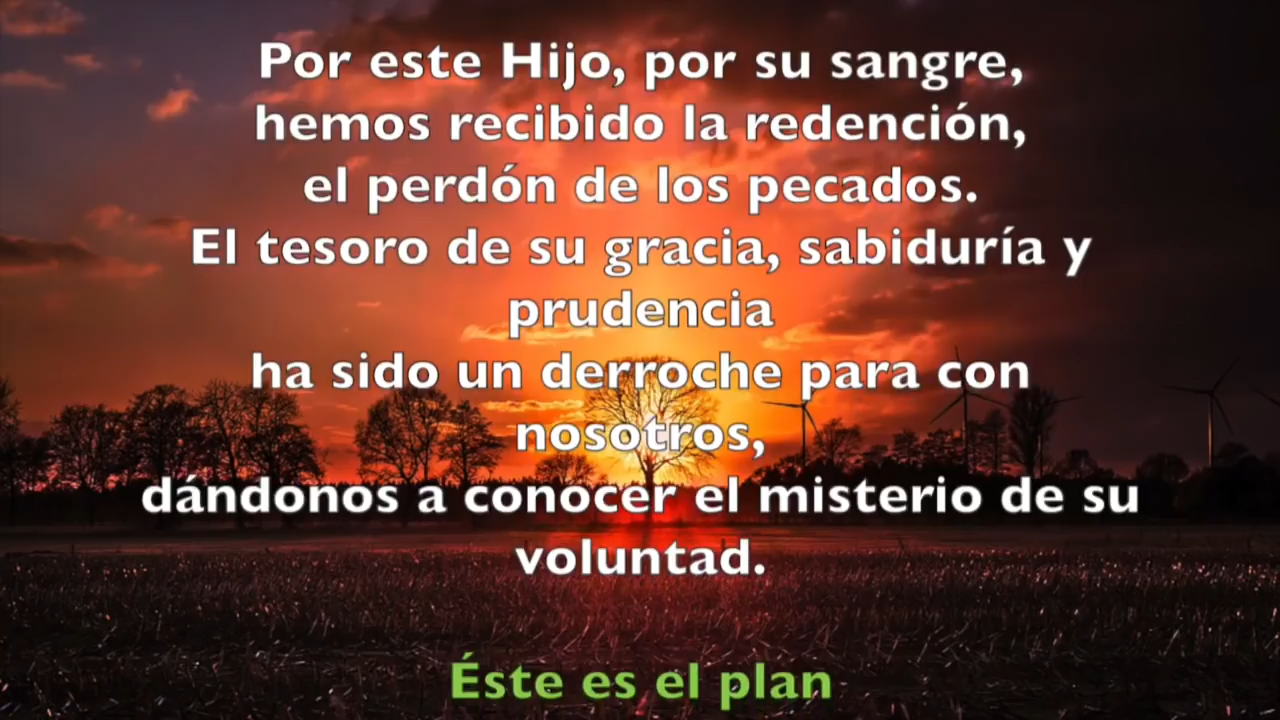 Por este Hijo, por su sangre,
hemos recibido la redención,
el perdón de los pecados.
El tesoro de su gracia, sabiduría y
prudencia
ha sido un derroche para con
nosotros,
dándonos a conocer el misterio de su
voluntad.
Éste es el plan